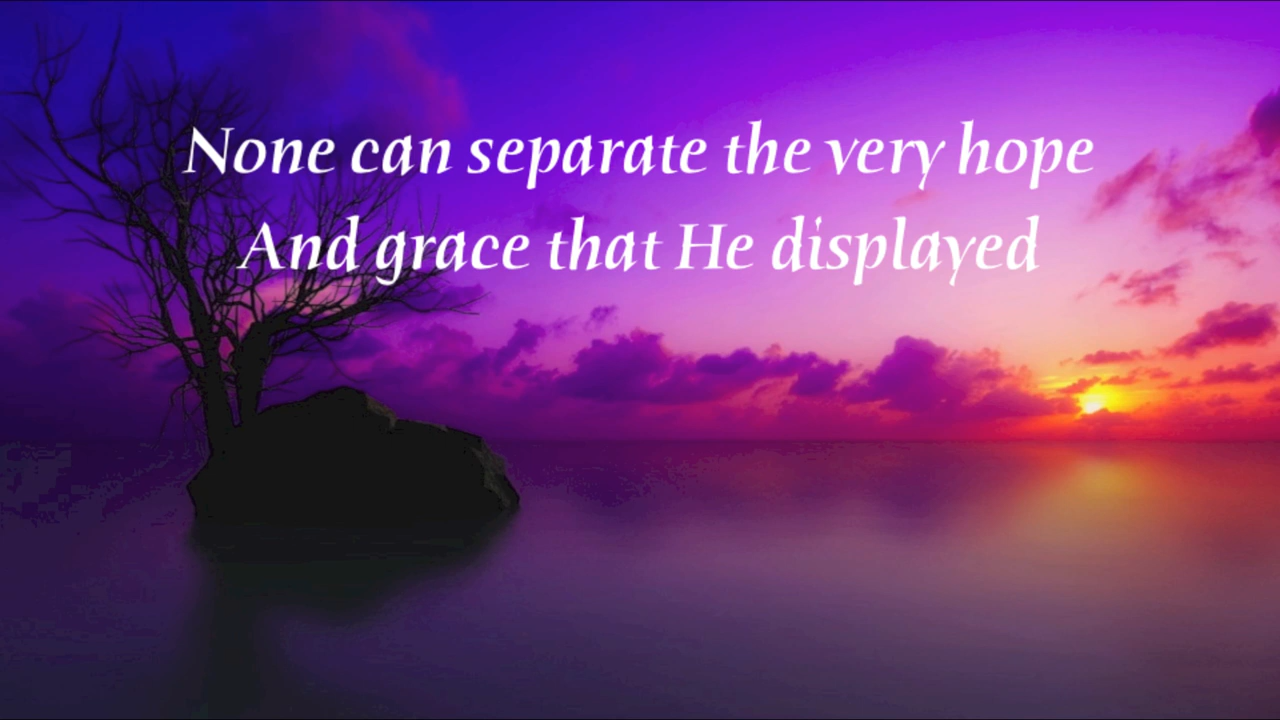 None can separate the very hope
And grace that He displayed